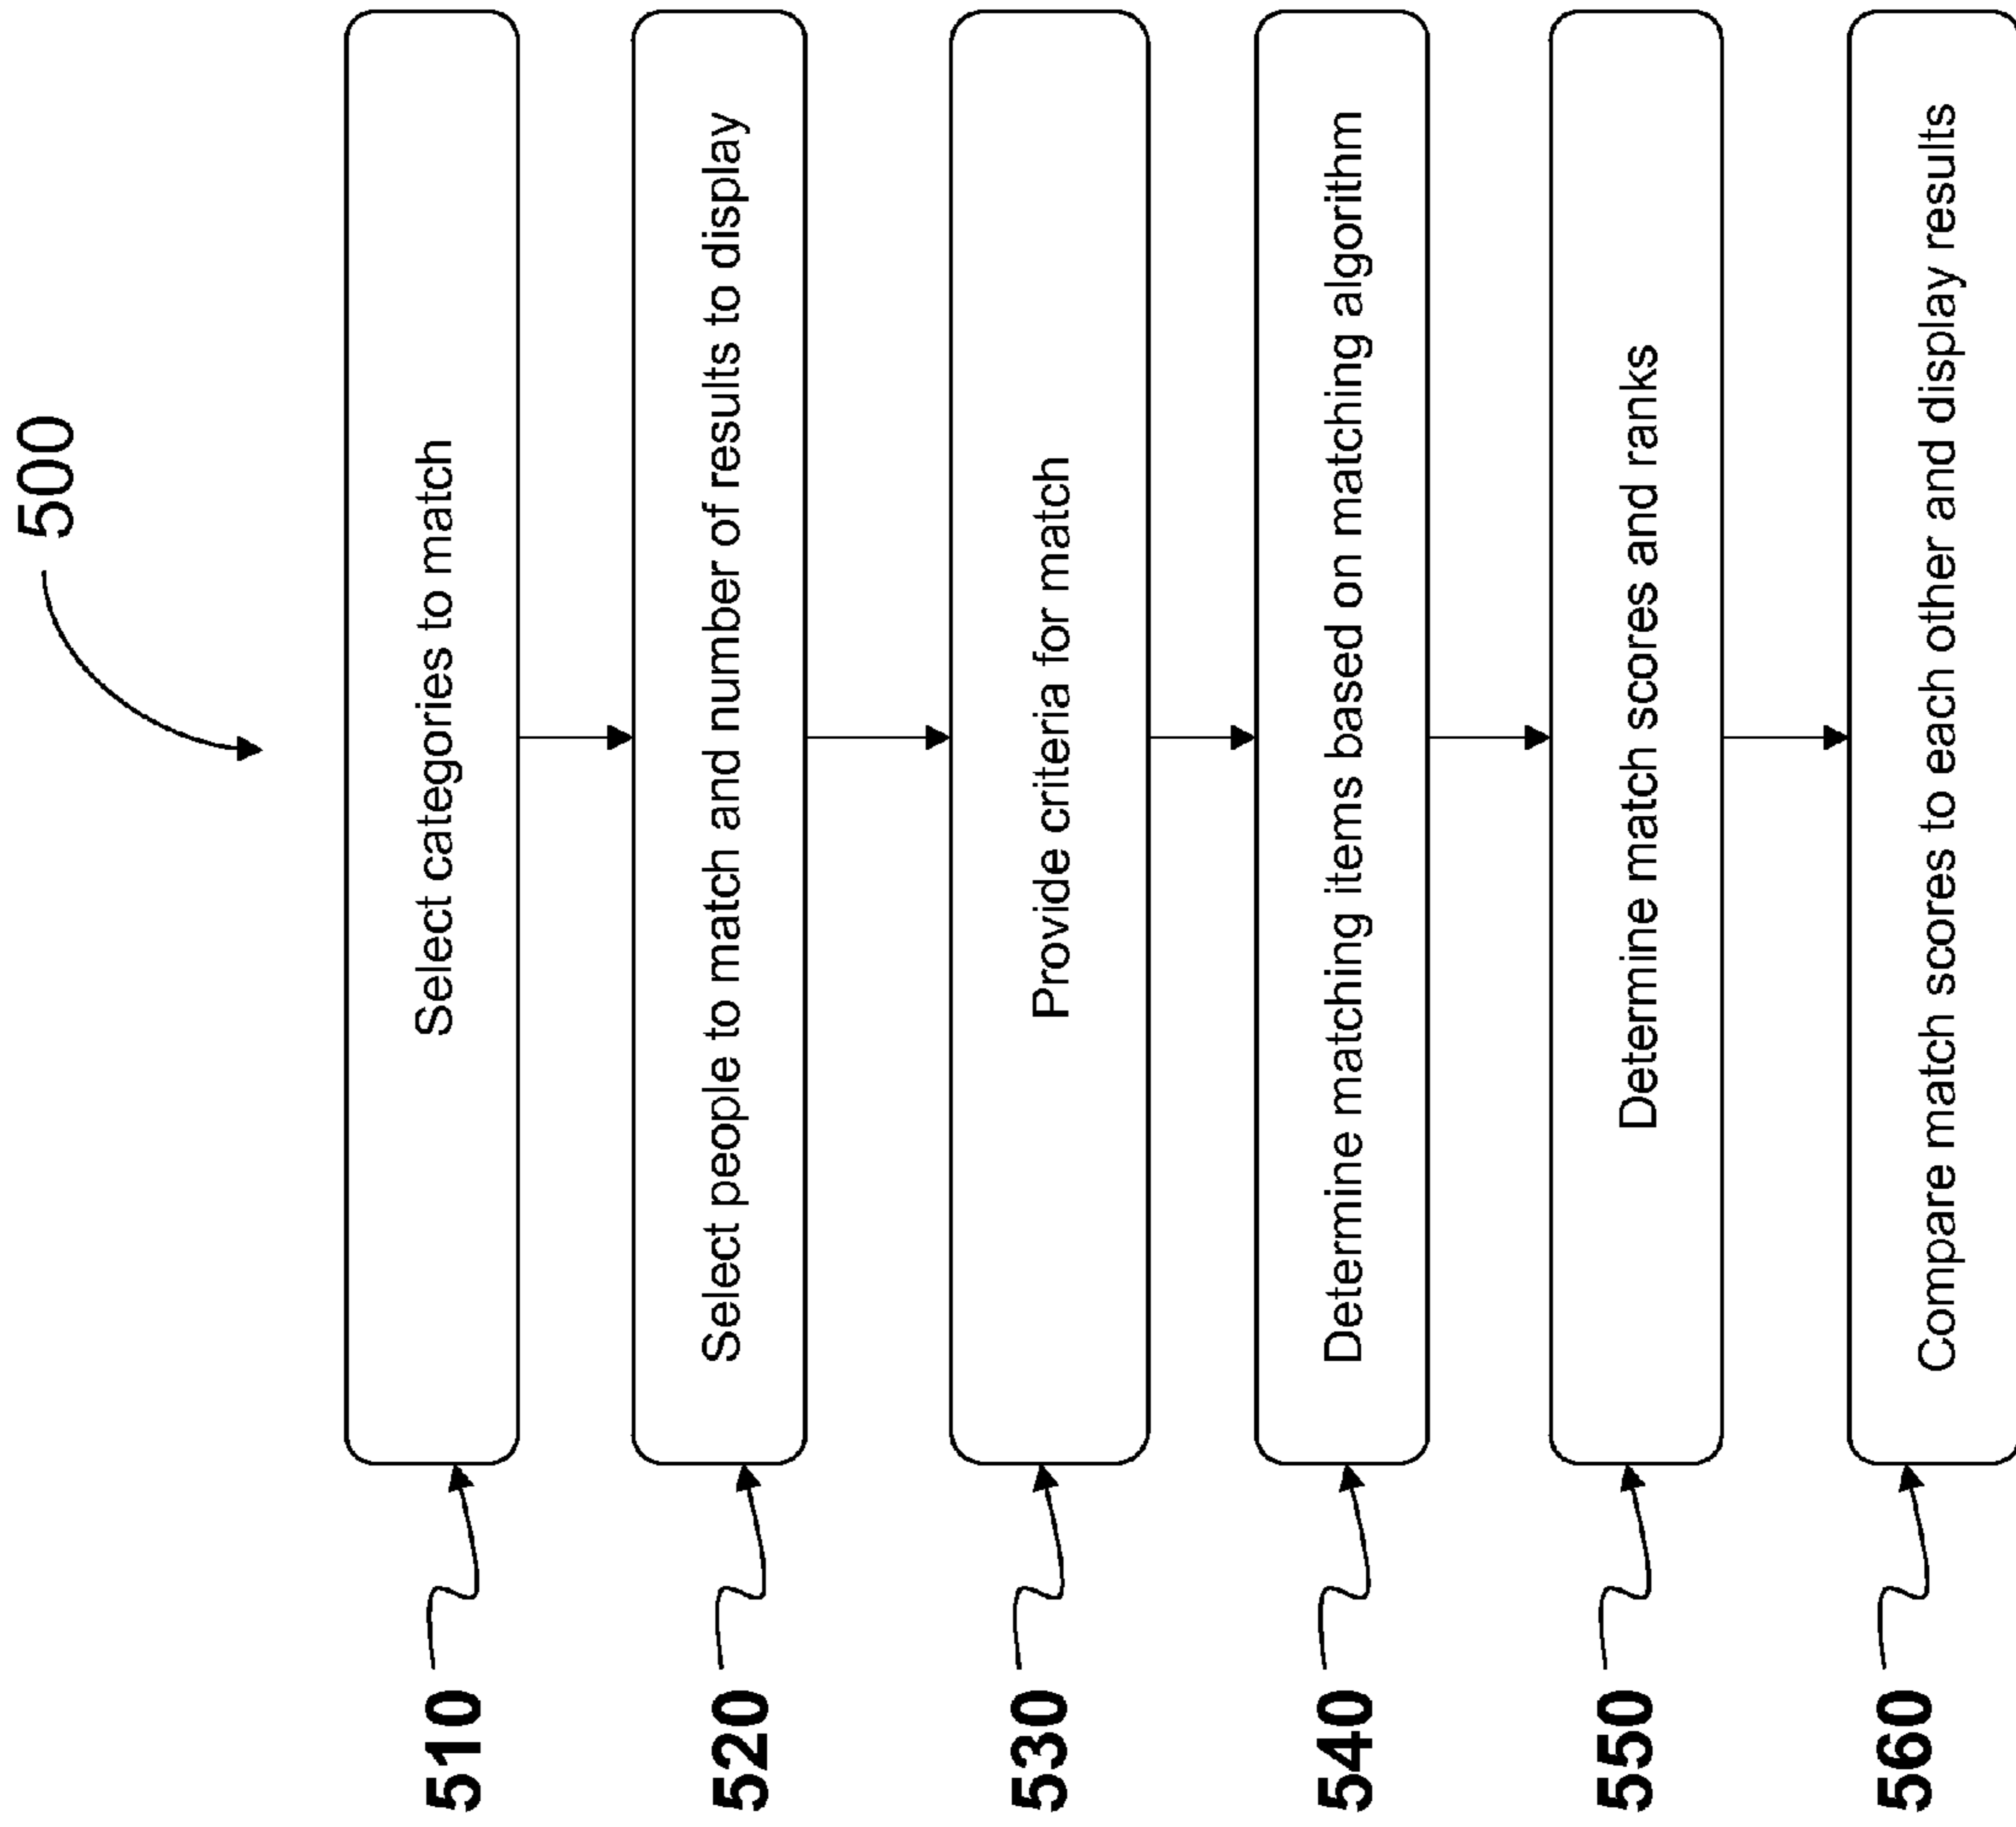 500
510
Select categories to match
520
Select people to match and number of results to display
530
Provide criteria for match
540
Determine matching items based on matching algorithm
550
Determine match scores and ranks
560
Compare match scores to each other and display results